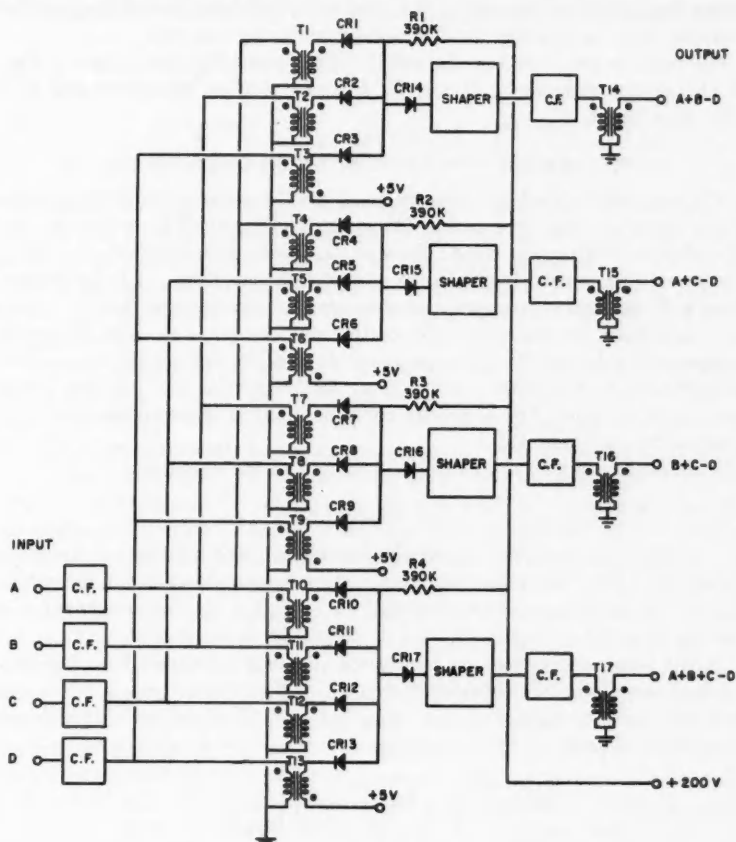 T1
CR1
R1
390K
OUTPUT
T2
CR2
CR14
SHAPER
C.F.
T14
A+B-D
T3
CR3
+5V
T4
CR4
R2
390K
T5
CR5
CR15
SHAPER
C.F.
T15
A+C-D
T6
CR6
+5V
T7
CR7
R3
390K
T8
CR8
CR16
SHAPER
C.F.
T16
B+C-D
T9
CR9
INPUT
+5V
A
C.F.
T10
CR10
R4
390K
B
C.F.
T11
CR11
CR17
SHAPER
C.F.
T17
A+B+C-D
C
C.F.
T12
CR12
D
C.F.
T13
CR13
+5V
+200V